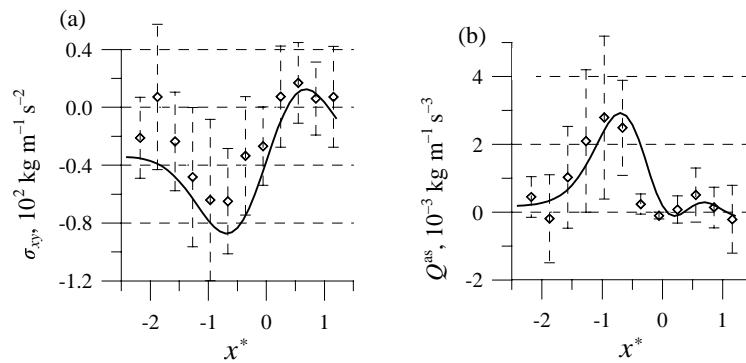 (a)
0.4
0.0
-0.4
-0.8
-1.2
σxy, 10² kg m⁻¹ s⁻²
-2 -1 0 1
x*
(b)
4
2
0
-2
Qᵃˢ, 10⁻³ kg m⁻¹ s⁻³
-2 -1 0 1
x*